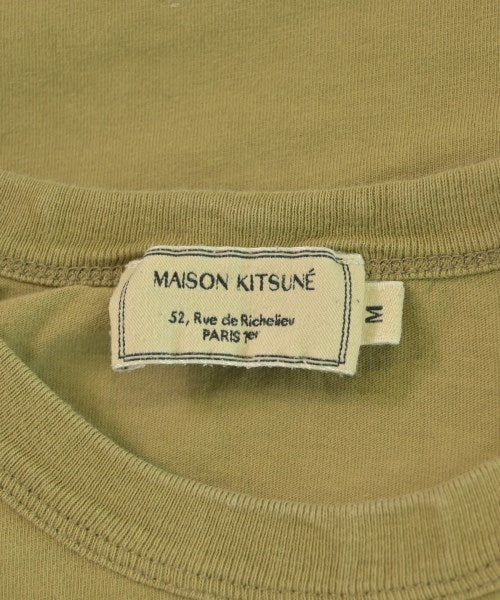 MAISON KITSUNÉ
52, Rue de Richelieu
PARIS 1er
M